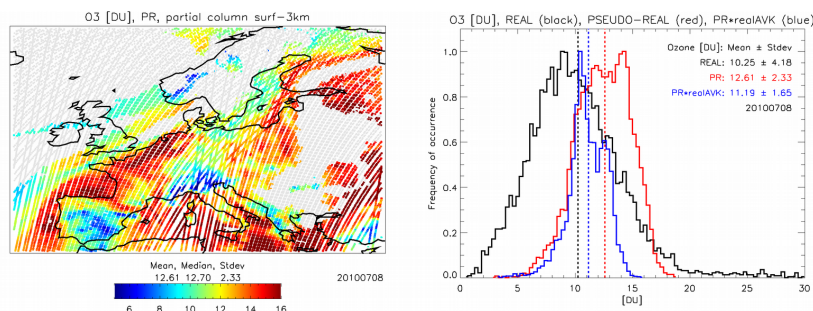 O3 [DU], PR, partial column surf-3km
Mean, Median, Stdev
12.61 12.70 2.33
20100708
6 8 10 12 14 16
O3 [DU], REAL (black), PSEUDO-REAL (red), PR*realAVK (blue)
Ozone [DU]: Mean ± Stdev
REAL: 10.25 ± 4.18
PR: 12.61 ± 2.33
PR*realAVK: 11.19 ± 1.65
20100708
Frequency of occurrence
1.0
0.8
0.6
0.4
0.2
0.0
0 5 10 15 20 25 30
[DU]